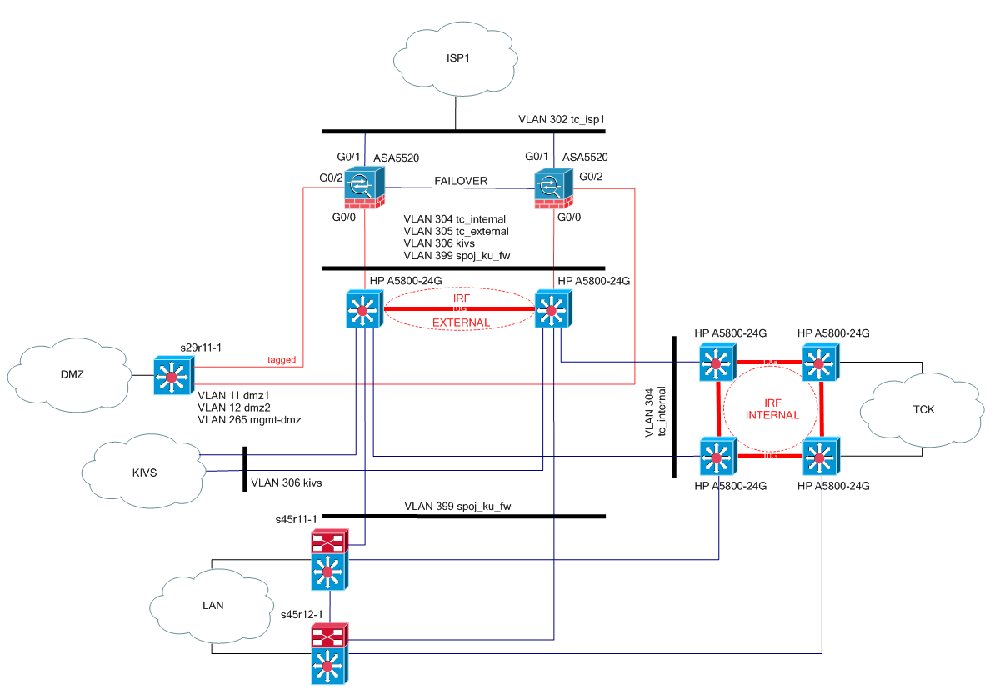 ISP1
VLAN 302 tc_isp1
G0/1
ASA5520
G0/1
ASA5520
G0/2
FAILOVER
G0/2
G0/0
G0/0
VLAN 304 tc_internal
VLAN 305 tc_external
VLAN 306 kivs
VLAN 399 spoj_ku_fw
HP A5800-24G
HP A5800-24G
IRF
10G
EXTERNAL
HP A5800-24G
HP A5800-24G
s29r11-1
tagged
10G
DMZ
VLAN 11 dmz1
VLAN 12 dmz2
VLAN 265 mgmt-dmz
VLAN 304
tc_internal
IRF
INTERNAL
TCK
10G
KIVS
VLAN 306 kivs
HP A5800-24G
HP A5800-24G
VLAN 399 spoj_ku_fw
s45r11-1
LAN
s45r12-1